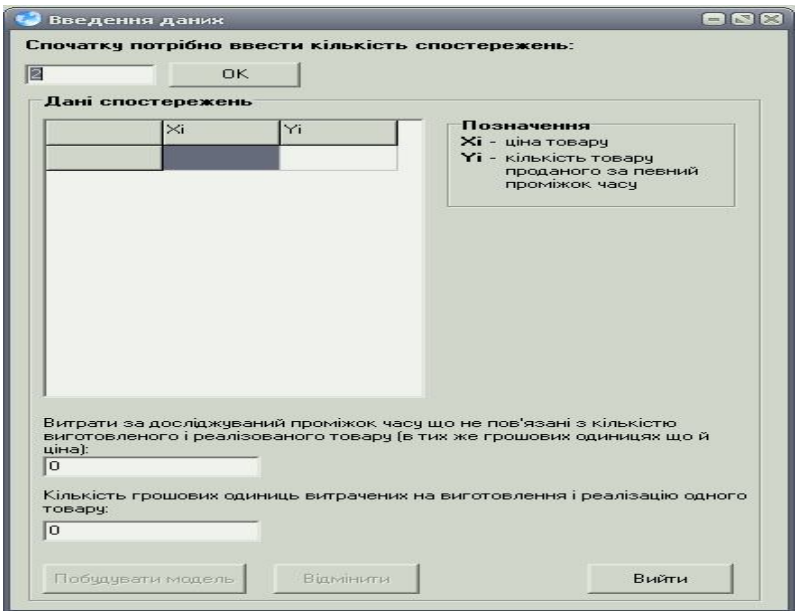 Введення даних
Спочатку потрібно ввести кількість спостережень:
2
OK
Дані спостережень
Xi
Yi
Позначення
Xi - ціна товару
Yi - кількість товару
проданого за певний
проміжок часу
Витрати за досліджуваний проміжок часу що не пов'язані з кількістю
виготовленого і реалізованого товару (в тих же грошових одиницях що й
ціна):
0
Кількість грошових одиниць витрачених на виготовлення і реалізацію одного
товару:
0
Побудувати модель
Відмінити
Вийти